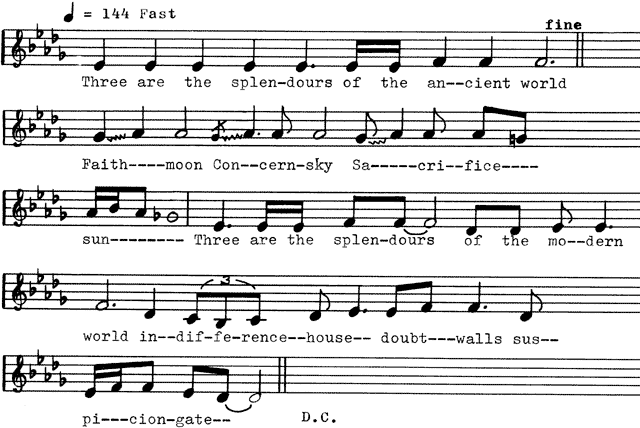 = 144 Fast
fine
Three are the splen-dours of the an--cient world
Faith----moon Con--cern-sky Sa-----cri--fice----
sun--------- Three are the splen-dours of the mo--dern
3
world in--dif-fe-rence--house-- doubt---walls sus--
pi---cion-gate-- D.C.